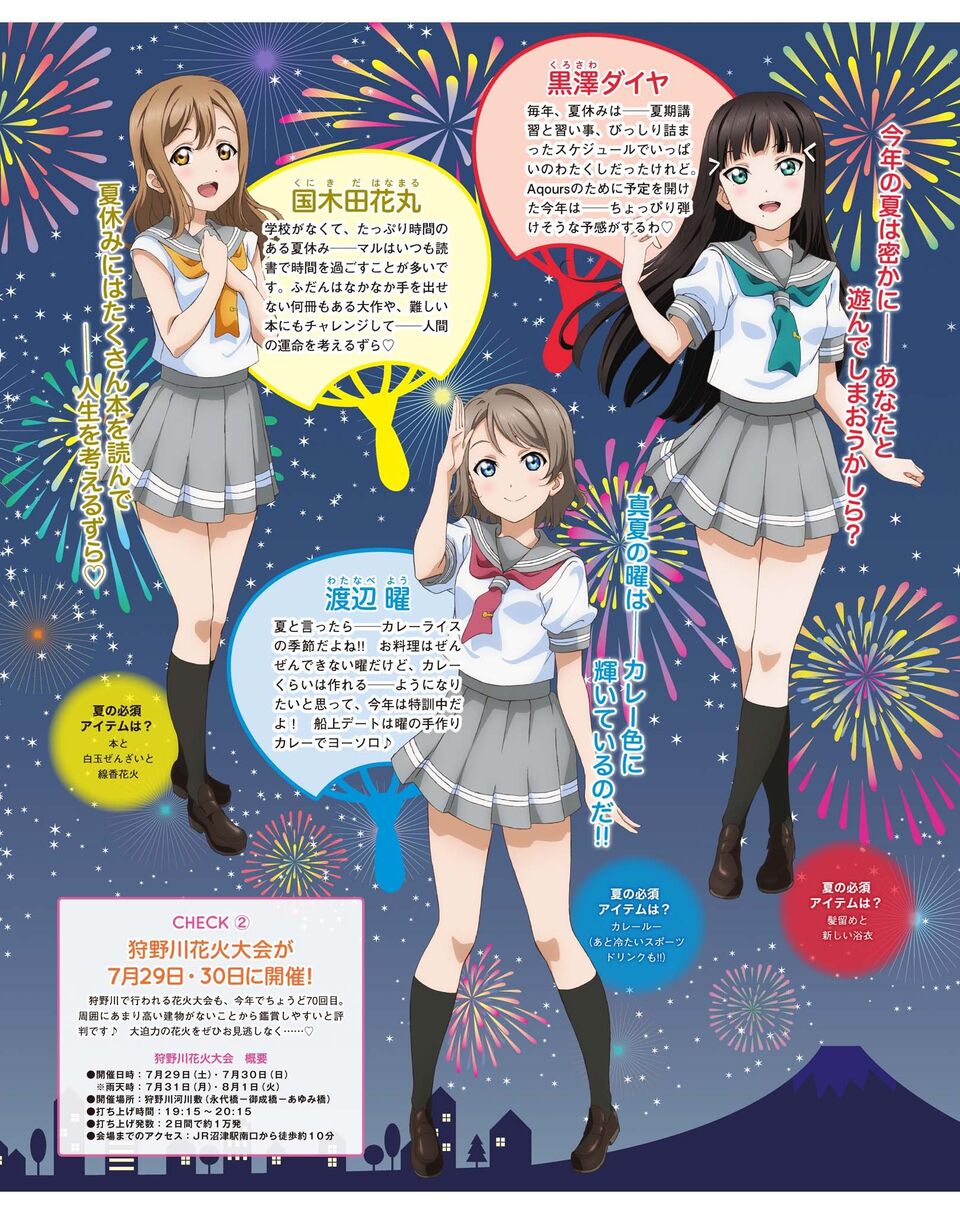 くろさわ
黒澤ダイヤ
毎年、夏休みは――夏期講
習と習い事、びっしり詰ま
ったスケジュールでいっぱ
いのわたくしだったけれど。
Aqoursのために予定を開け
た今年は――ちょっぴり弾
けそうな予感がするわ♡
今年の夏は密かに――あなたと
遊んでしまおうかしら?
くにきだはなまる
国木田花丸
学校がなくて、たっぷり時間の
ある夏休み――マルはいつも読
書で時間を過ごすことが多いで
す。ふだんはなかなか手を出せ
ない何冊もある大作や、難しい
本にもチャレンジして――人間
の運命を考えるずら♡
夏休みにはたくさん本を読んで
――人生を考えるずら♡
わたなべ よう
渡辺 曜
夏と言ったら――カレーライス
の季節だよね!! お料理はぜん
ぜんできない曜だけど、カレー
くらいは作れる――ようになり
たいと思って、今年は特訓中だ
よ! 船上デートは曜の手作り
カレーでヨーソロ♪
真夏の曜は――カレー色に
輝いているのだ!!
夏の必須
アイテムは?
本と
白玉ぜんざいと
線香花火
夏の必須
アイテムは?
カレールー
(あと冷たいスポーツ
ドリンクも!!)
夏の必須
アイテムは?
髪留めと
新しい浴衣
CHECK ②
狩野川花火大会が
7月29日・30日に開催!
狩野川で行われる花火大会も、今年でちょうど70回目。
周囲にあまり高い建物がないことから鑑賞しやすいと評
判です♪ 大迫力の花火をぜひお見逃しなく……♡
狩野川花火大会 概要
●開催日時:7月29日(土)・7月30日(日)
※雨天時:7月31日(月)・8月1日(火)
●開催場所:狩野川河川敷(永代橋ー御成橋ーあゆみ橋)
●打ち上げ時間:19:15～20:15
●打ち上げ発数:2日間で約1万発
●会場までのアクセス:JR沼津駅南口から徒歩約10分